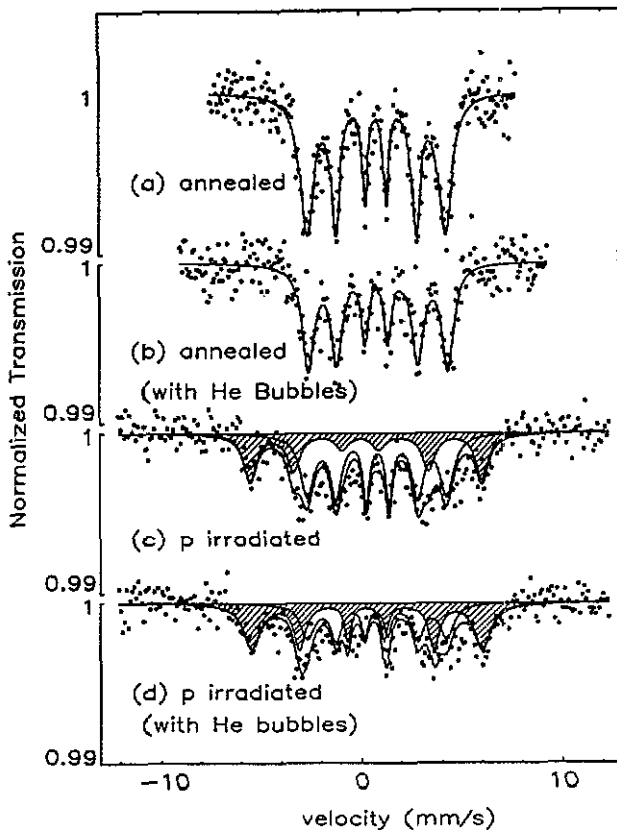 Normalized Transmission
1
(a) annealed
0.99
1
(b) annealed
(with He Bubbles)
0.99
1
(c) p irradiated
0.99
1
(d) p irradiated
(with He bubbles)
0.99
−10
0
10
velocity (mm/s)